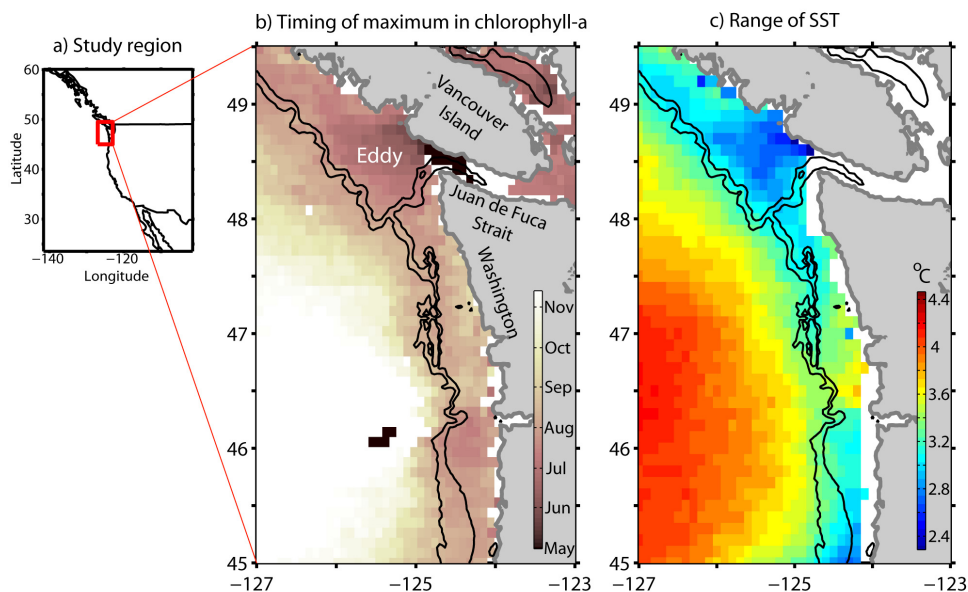 a) Study region
60
50
40
30
Latitude
−140
−120
Longitude
b) Timing of maximum in chlorophyll-a
49
48
47
46
45
−127
−125
−123
Vancouver
Island
Eddy
Juan de Fuca
Strait
Washington
Nov
Oct
Sep
Aug
Jul
Jun
May
c) Range of SST
49
48
47
46
45
−127
−125
−123
°C
4.4
4
3.6
3.2
2.8
2.4